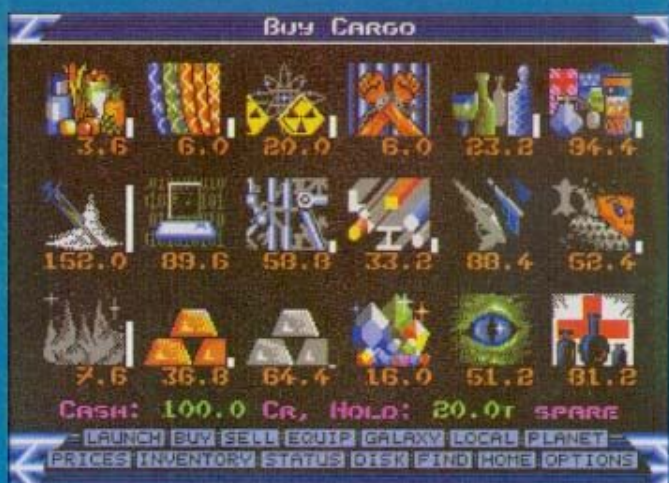 BUY CARGO
3.6 6.0 20.0 6.0 23.2 94.4
152.0 89.6 58.8 33.2 88.4 52.4
7.6 36.8 64.4 16.0 51.2 81.2
CASH: 100.0 CR, HOLD: 20.0T SPARE
LAUNCH BUY SELL EQUIP GALAXY LOCAL PLANET
PRICES INVENTORY STATUS DISK FIND HOME OPTIONS